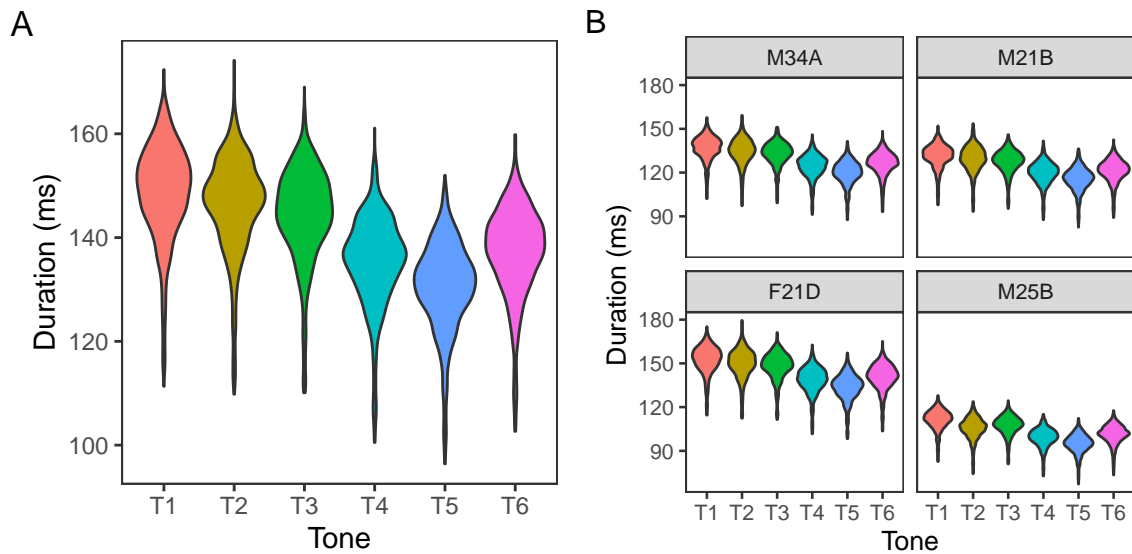 A
Duration (ms)
160
140
120
100
T1 T2 T3 T4 T5 T6
Tone
B
Duration (ms)
M34A M21B
180
150
120
90
F21D M25B
180
150
120
90
T1 T2 T3 T4 T5 T6 T1 T2 T3 T4 T5 T6
Tone